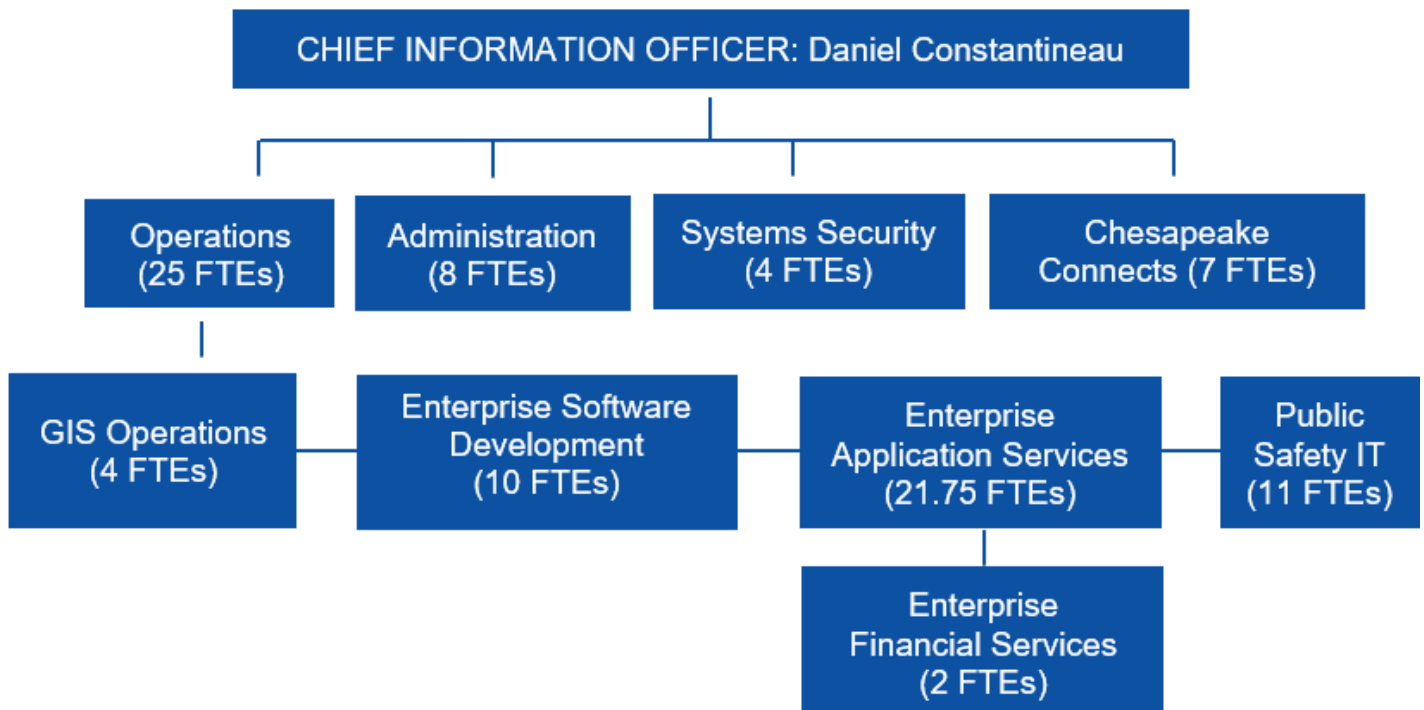 CHIEF INFORMATION OFFICER: Daniel Constantineau
Operations
(25 FTEs)
Administration
(8 FTEs)
Systems Security
(4 FTEs)
Chesapeake
Connects (7 FTEs)
GIS Operations
(4 FTEs)
Enterprise Software
Development
(10 FTEs)
Enterprise
Application Services
(21.75 FTEs)
Public
Safety IT
(11 FTEs)
Enterprise
Financial Services
(2 FTEs)